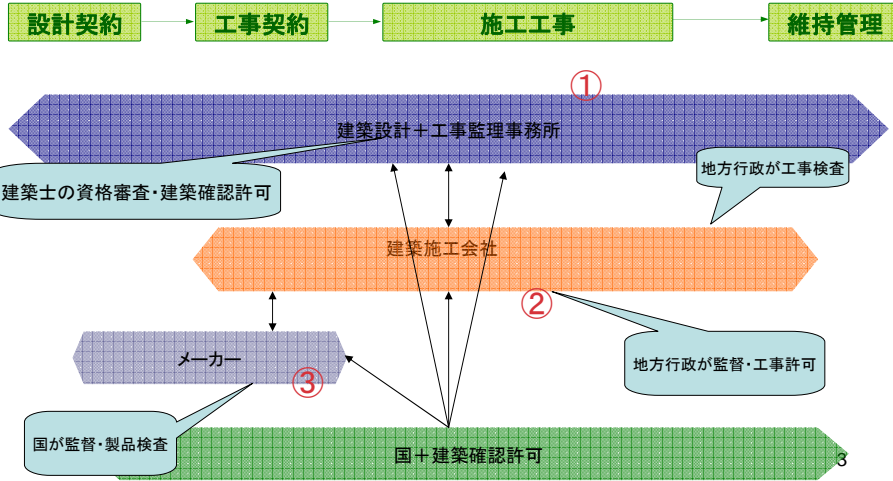 設計契約
工事契約
施工工事
維持管理
①
建築設計＋工事監理事務所
地方行政が工事検査
建築士の資格審査・建築確認許可
建築施工会社
②
メーカー
③
地方行政が監督・工事許可
国が監督・製品検査
国＋建築確認許可
3